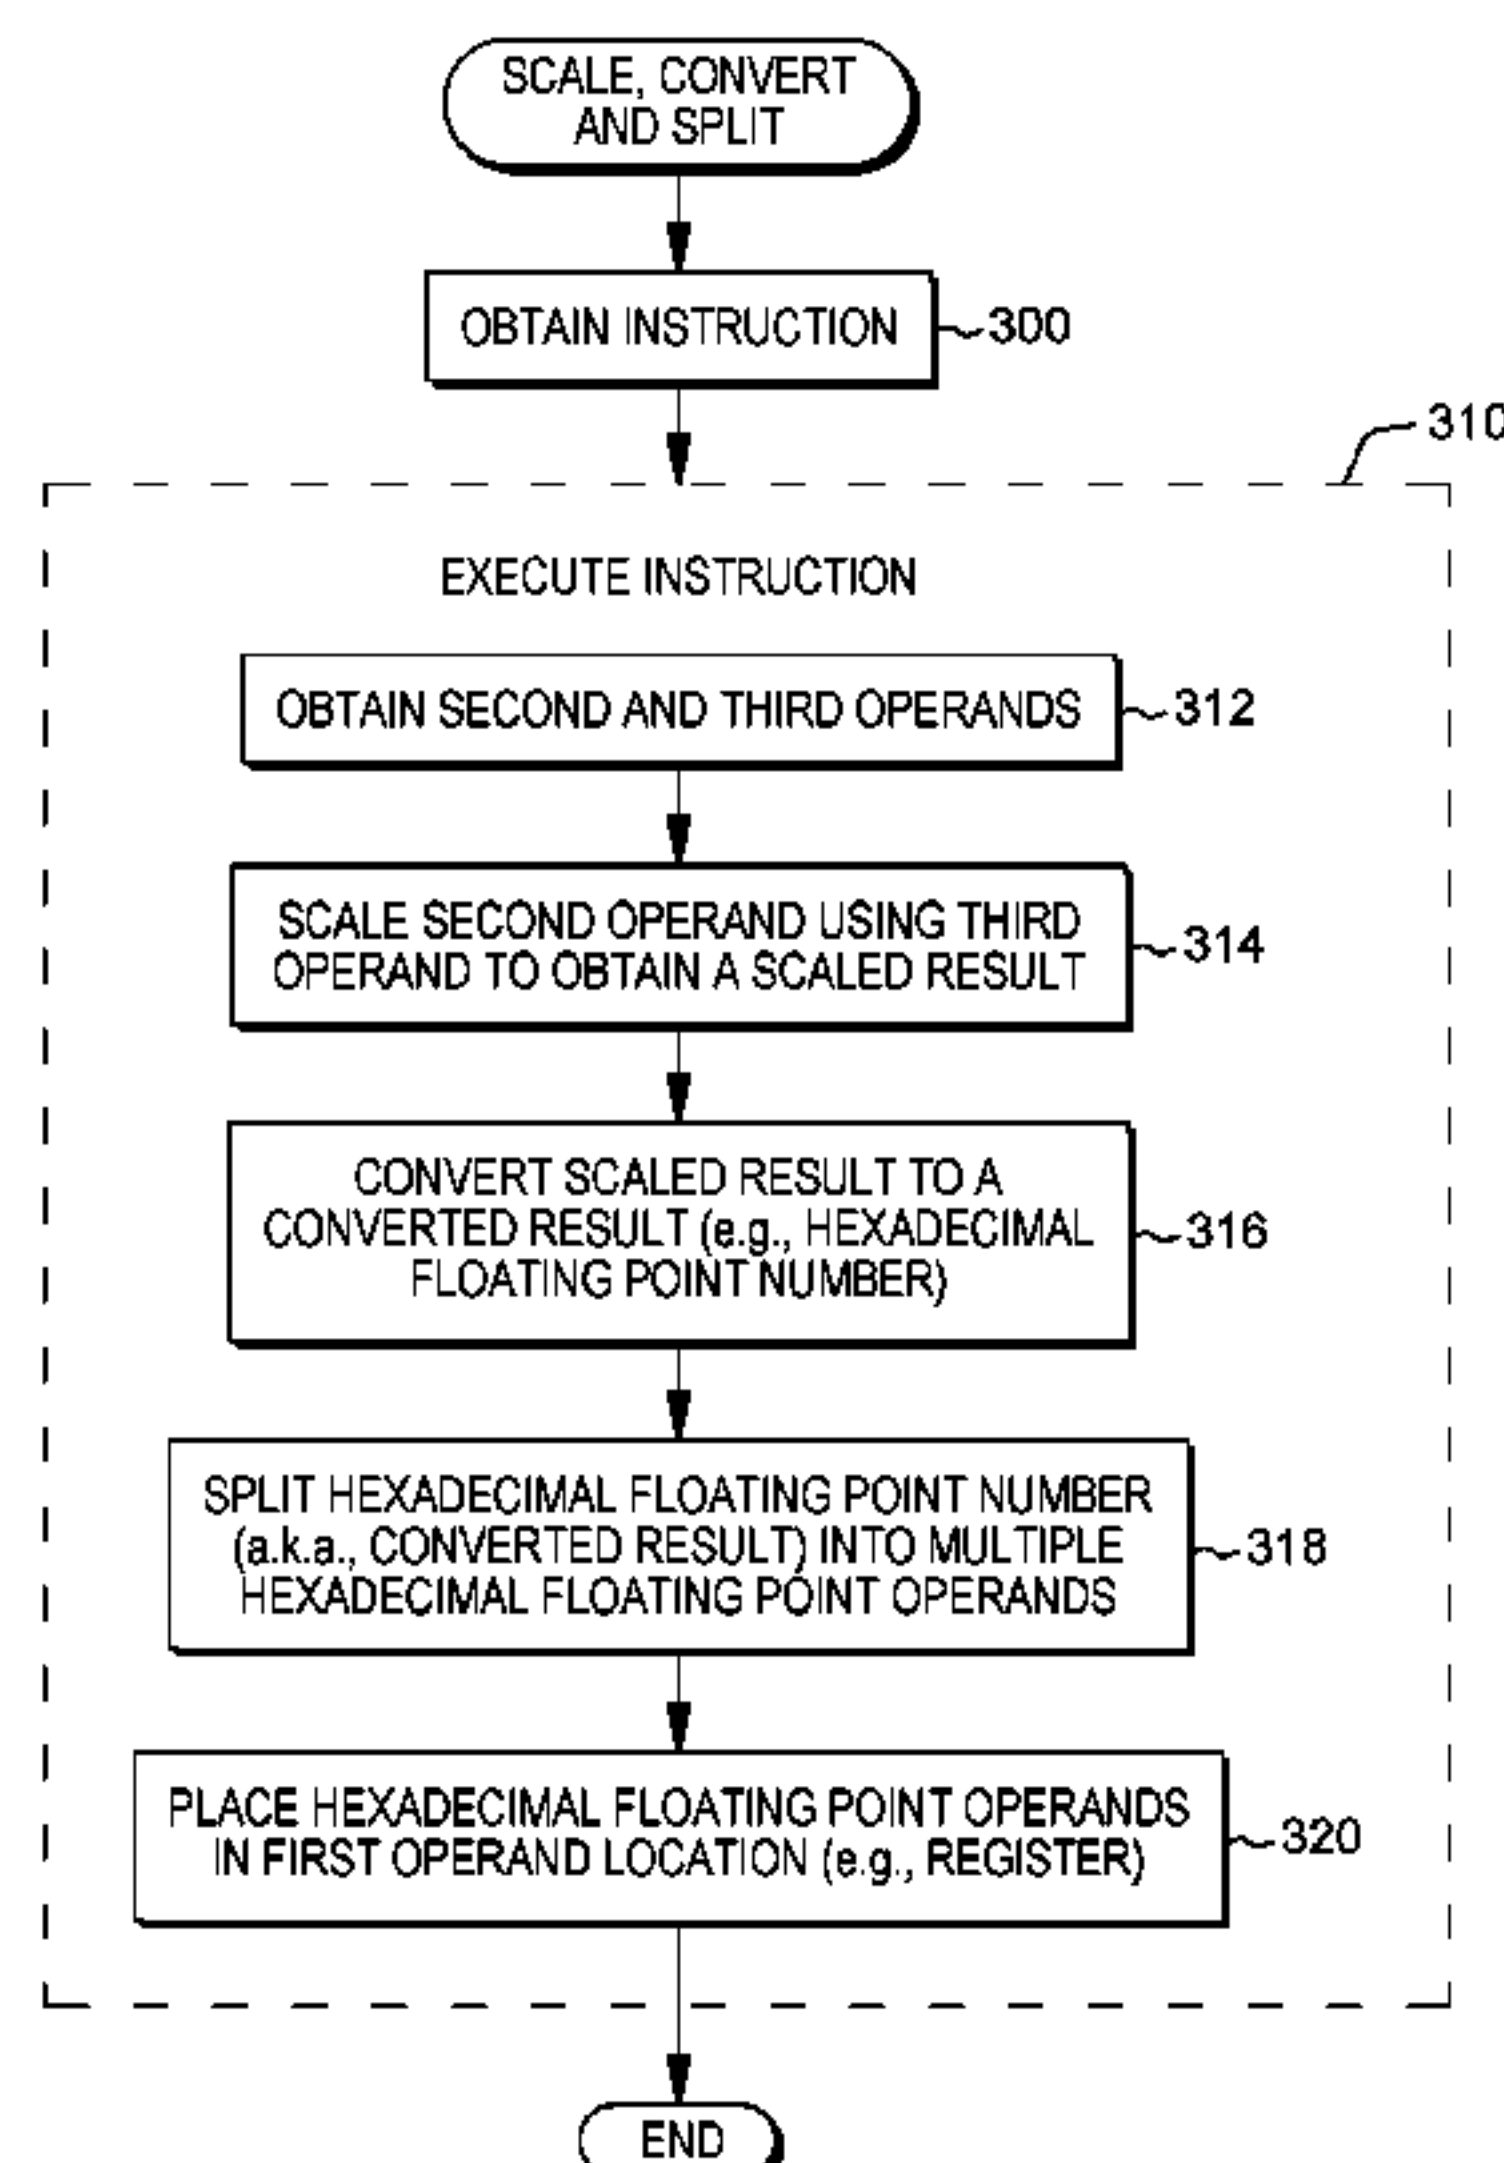 SCALE, CONVERT
AND SPLIT
OBTAIN INSTRUCTION
300
310
EXECUTE INSTRUCTION
OBTAIN SECOND AND THIRD OPERANDS
312
SCALE SECOND OPERAND USING THIRD
OPERAND TO OBTAIN A SCALED RESULT
314
CONVERT SCALED RESULT TO A
CONVERTED RESULT (e.g., HEXADECIMAL
FLOATING POINT NUMBER)
316
SPLIT HEXADECIMAL FLOATING POINT NUMBER
(a.k.a., CONVERTED RESULT) INTO MULTIPLE
HEXADECIMAL FLOATING POINT OPERANDS
318
PLACE HEXADECIMAL FLOATING POINT OPERANDS
IN FIRST OPERAND LOCATION (e.g., REGISTER)
320
END